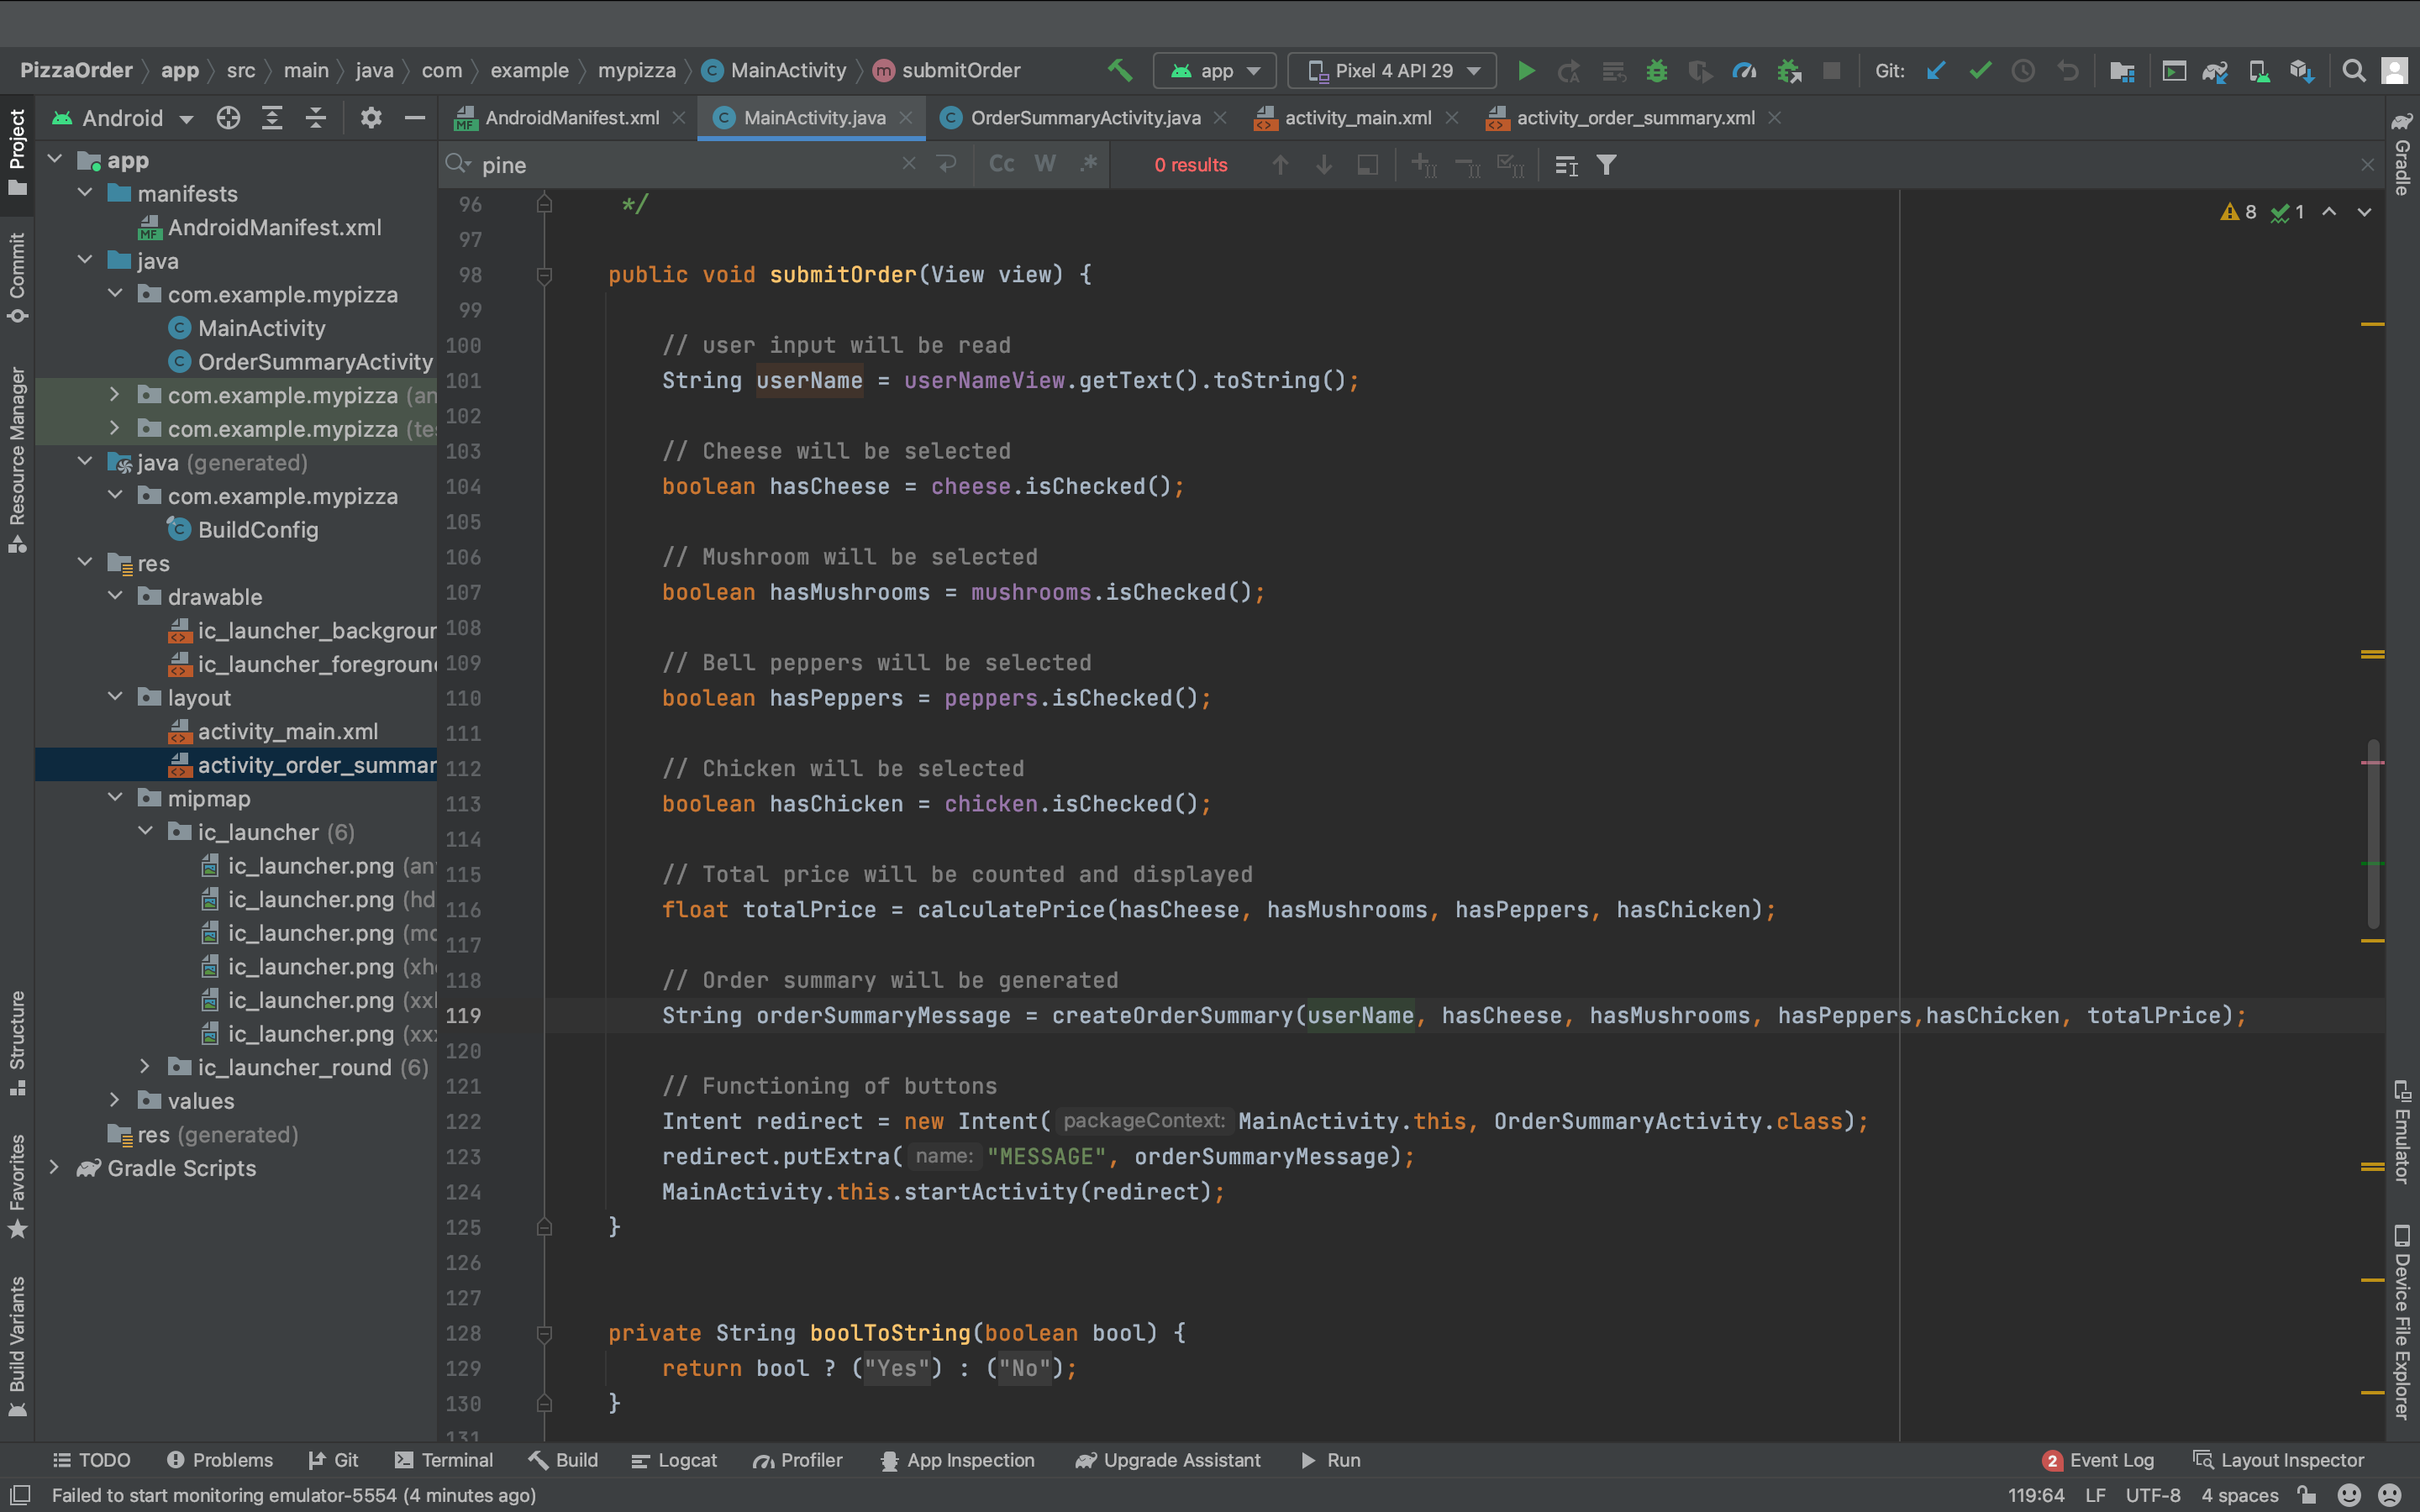 PizzaOrder app src main java com example mypizza MainActivity submitOrder app Pixel 4 API 29 Git:
Android AndroidManifest.xml MainActivity.java OrderSummaryActivity.java activity_main.xml activity_order_summary.xml
pine Cc W .* 0 results
8 1
Project
Commit
Resource Manager
Structure
Favorites
Build Variants
app
manifests
AndroidManifest.xml
java
com.example.mypizza
MainActivity
OrderSummaryActivity
com.example.mypizza (an
com.example.mypizza (te
java (generated)
com.example.mypizza
BuildConfig
res
drawable
ic_launcher_backgrour
ic_launcher_foreground
layout
activity_main.xml
activity_order_summar
mipmap
ic_launcher (6)
ic_launcher.png (an
ic_launcher.png (hd
ic_launcher.png (md
ic_launcher.png (xh
ic_launcher.png (xx
ic_launcher.png (xxx
ic_launcher_round (6)
values
res (generated)
Gradle Scripts
96 */
97
98 public void submitOrder(View view) {
99
100 // user input will be read
101 String userName = userNameView.getText().toString();
102
103 // Cheese will be selected
104 boolean hasCheese = cheese.isChecked();
105
106 // Mushroom will be selected
107 boolean hasMushrooms = mushrooms.isChecked();
108
109 // Bell peppers will be selected
110 boolean hasPeppers = peppers.isChecked();
111
112 // Chicken will be selected
113 boolean hasChicken = chicken.isChecked();
114
115 // Total price will be counted and displayed
116 float totalPrice = calculatePrice(hasCheese, hasMushrooms, hasPeppers, hasChicken);
117
118 // Order summary will be generated
119 String orderSummaryMessage = createOrderSummary(userName, hasCheese, hasMushrooms, hasPeppers,hasChicken, totalPrice);
120
121 // Functioning of buttons
122 Intent redirect = new Intent( packageContext: MainActivity.this, OrderSummaryActivity.class);
123 redirect.putExtra( name: "MESSAGE", orderSummaryMessage);
124 MainActivity.this.startActivity(redirect);
125 }
126
127
128 private String boolToString(boolean bool) {
129 return bool ? ("Yes") : ("No");
130 }
131
Gradle
Emulator
Device File Explorer
TODO Problems Git Terminal Build Logcat Profiler App Inspection Upgrade Assistant Run 2 Event Log Layout Inspector
Failed to start monitoring emulator-5554 (4 minutes ago) 119:64 LF UTF-8 4 spaces